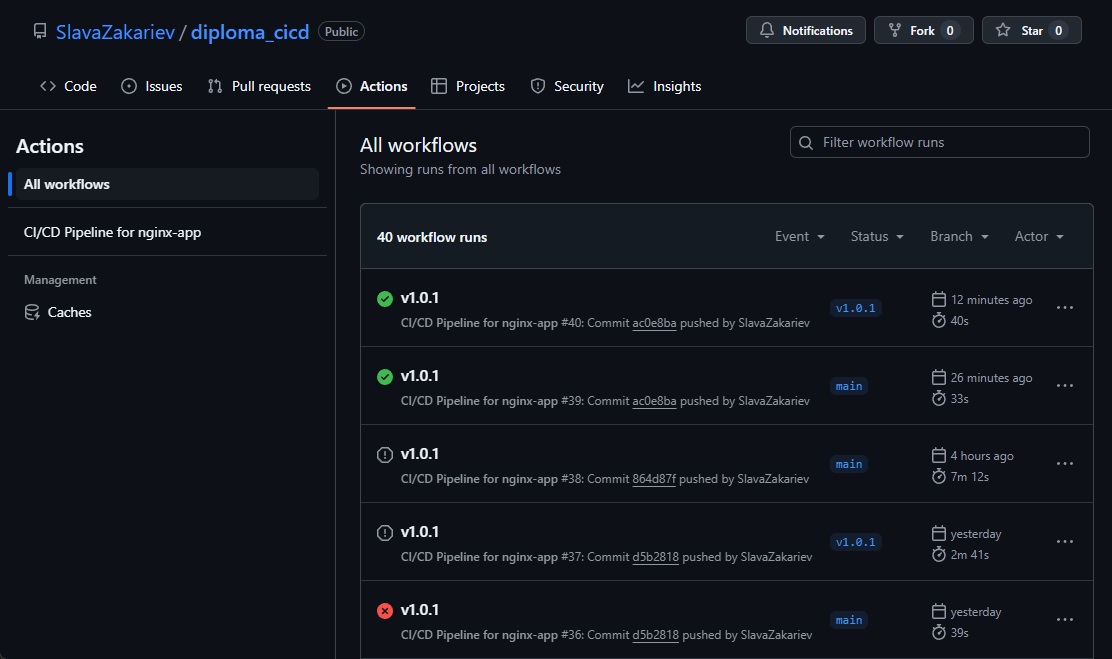 SlavaZakariev / diploma_cicd Public
Notifications
Fork 0
Star 0
Code
Issues
Pull requests
Actions
Projects
Security
Insights
Actions
All workflows
CI/CD Pipeline for nginx-app
Management
Caches
All workflows
Showing runs from all workflows
Filter workflow runs
40 workflow runs
Event
Status
Branch
Actor
v1.0.1
CI/CD Pipeline for nginx-app #40: Commit ac0e8ba pushed by SlavaZakariev
v1.0.1
12 minutes ago
40s
v1.0.1
CI/CD Pipeline for nginx-app #39: Commit ac0e8ba pushed by SlavaZakariev
main
26 minutes ago
33s
v1.0.1
CI/CD Pipeline for nginx-app #38: Commit 864d87f pushed by SlavaZakariev
main
4 hours ago
7m 12s
v1.0.1
CI/CD Pipeline for nginx-app #37: Commit d5b2818 pushed by SlavaZakariev
v1.0.1
yesterday
2m 41s
v1.0.1
CI/CD Pipeline for nginx-app #36: Commit d5b2818 pushed by SlavaZakariev
main
yesterday
39s